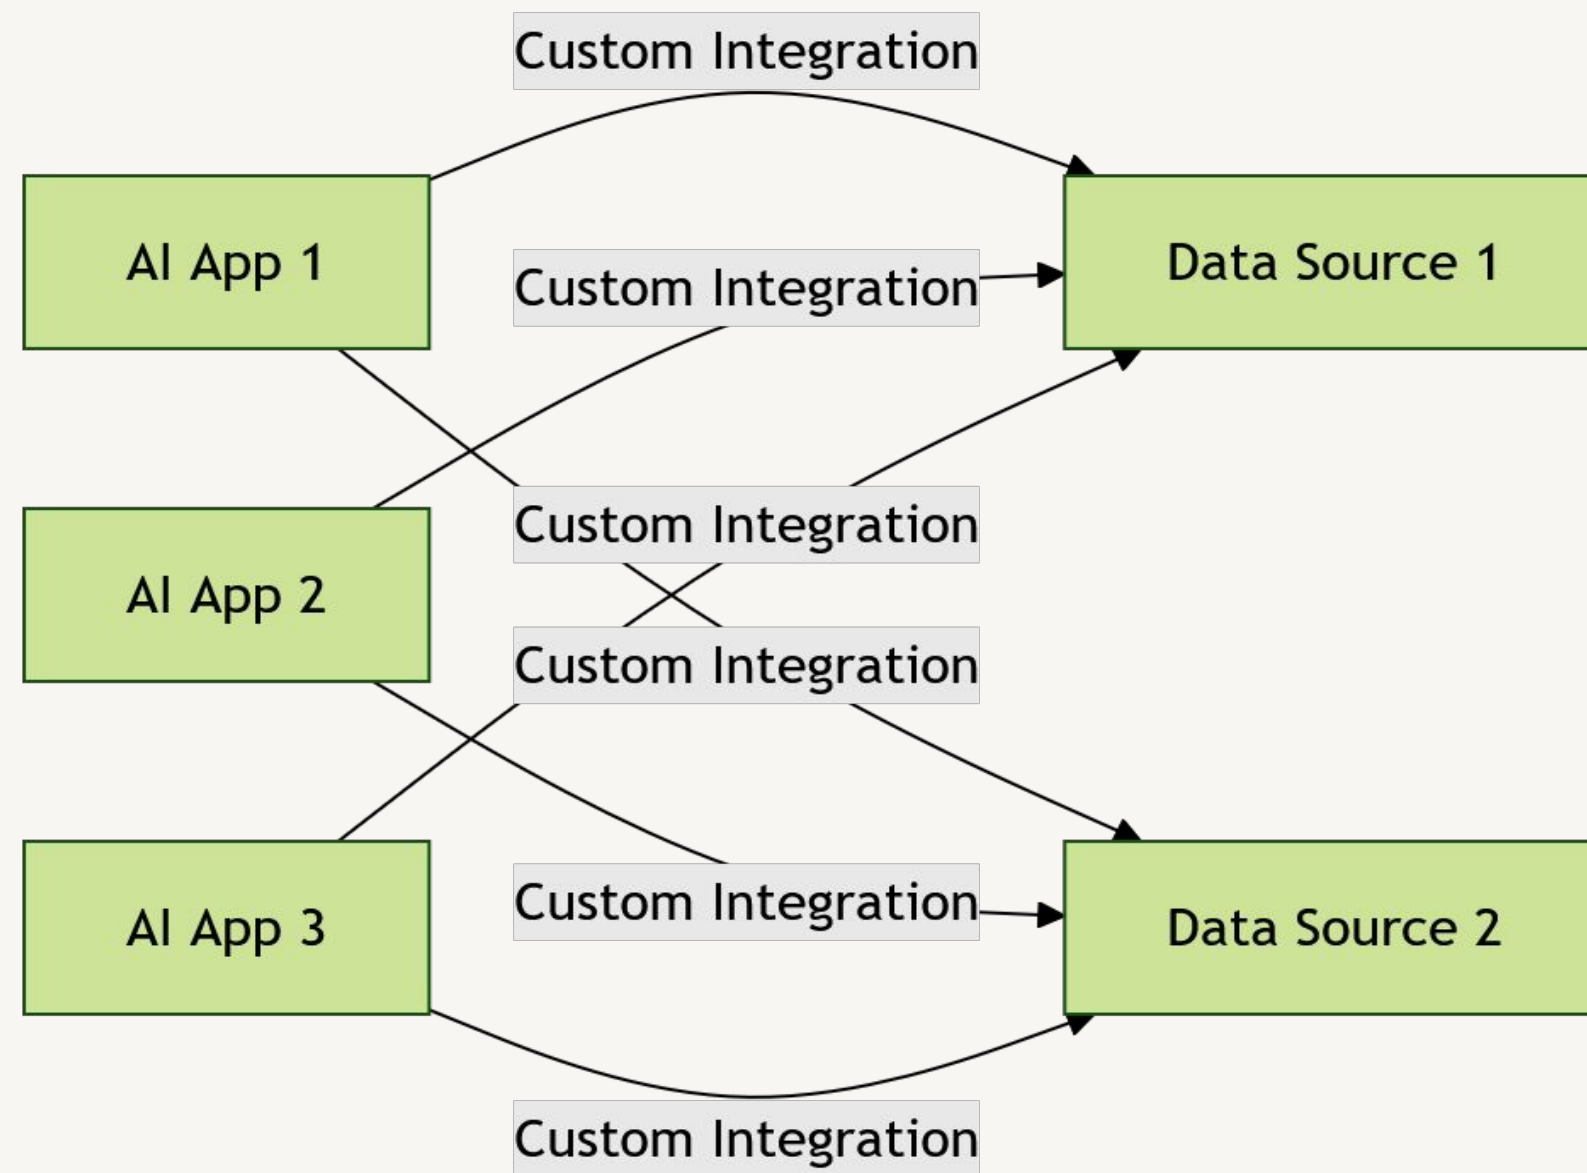 Custom Integration
AI App 1
Custom Integration
Data Source 1
Custom Integration
AI App 2
Custom Integration
Custom Integration
AI App 3
Data Source 2
Custom Integration